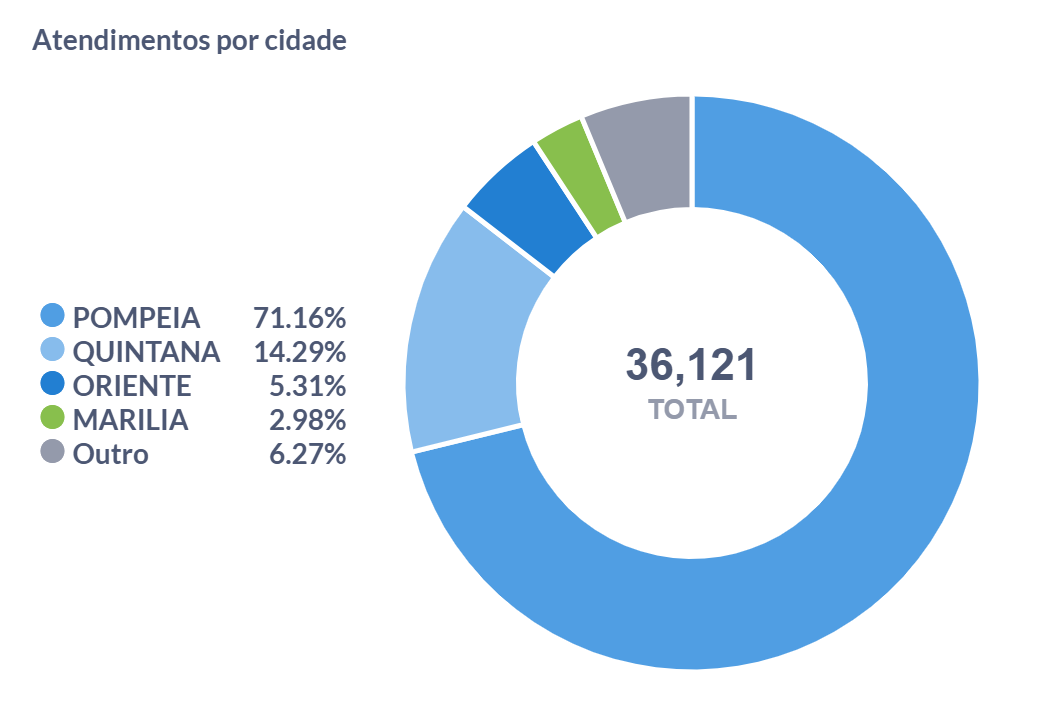 Atendimentos por cidade
POMPEIA 71.16%
QUINTANA 14.29%
ORIENTE 5.31%
MARILIA 2.98%
Outro 6.27%
36,121
TOTAL